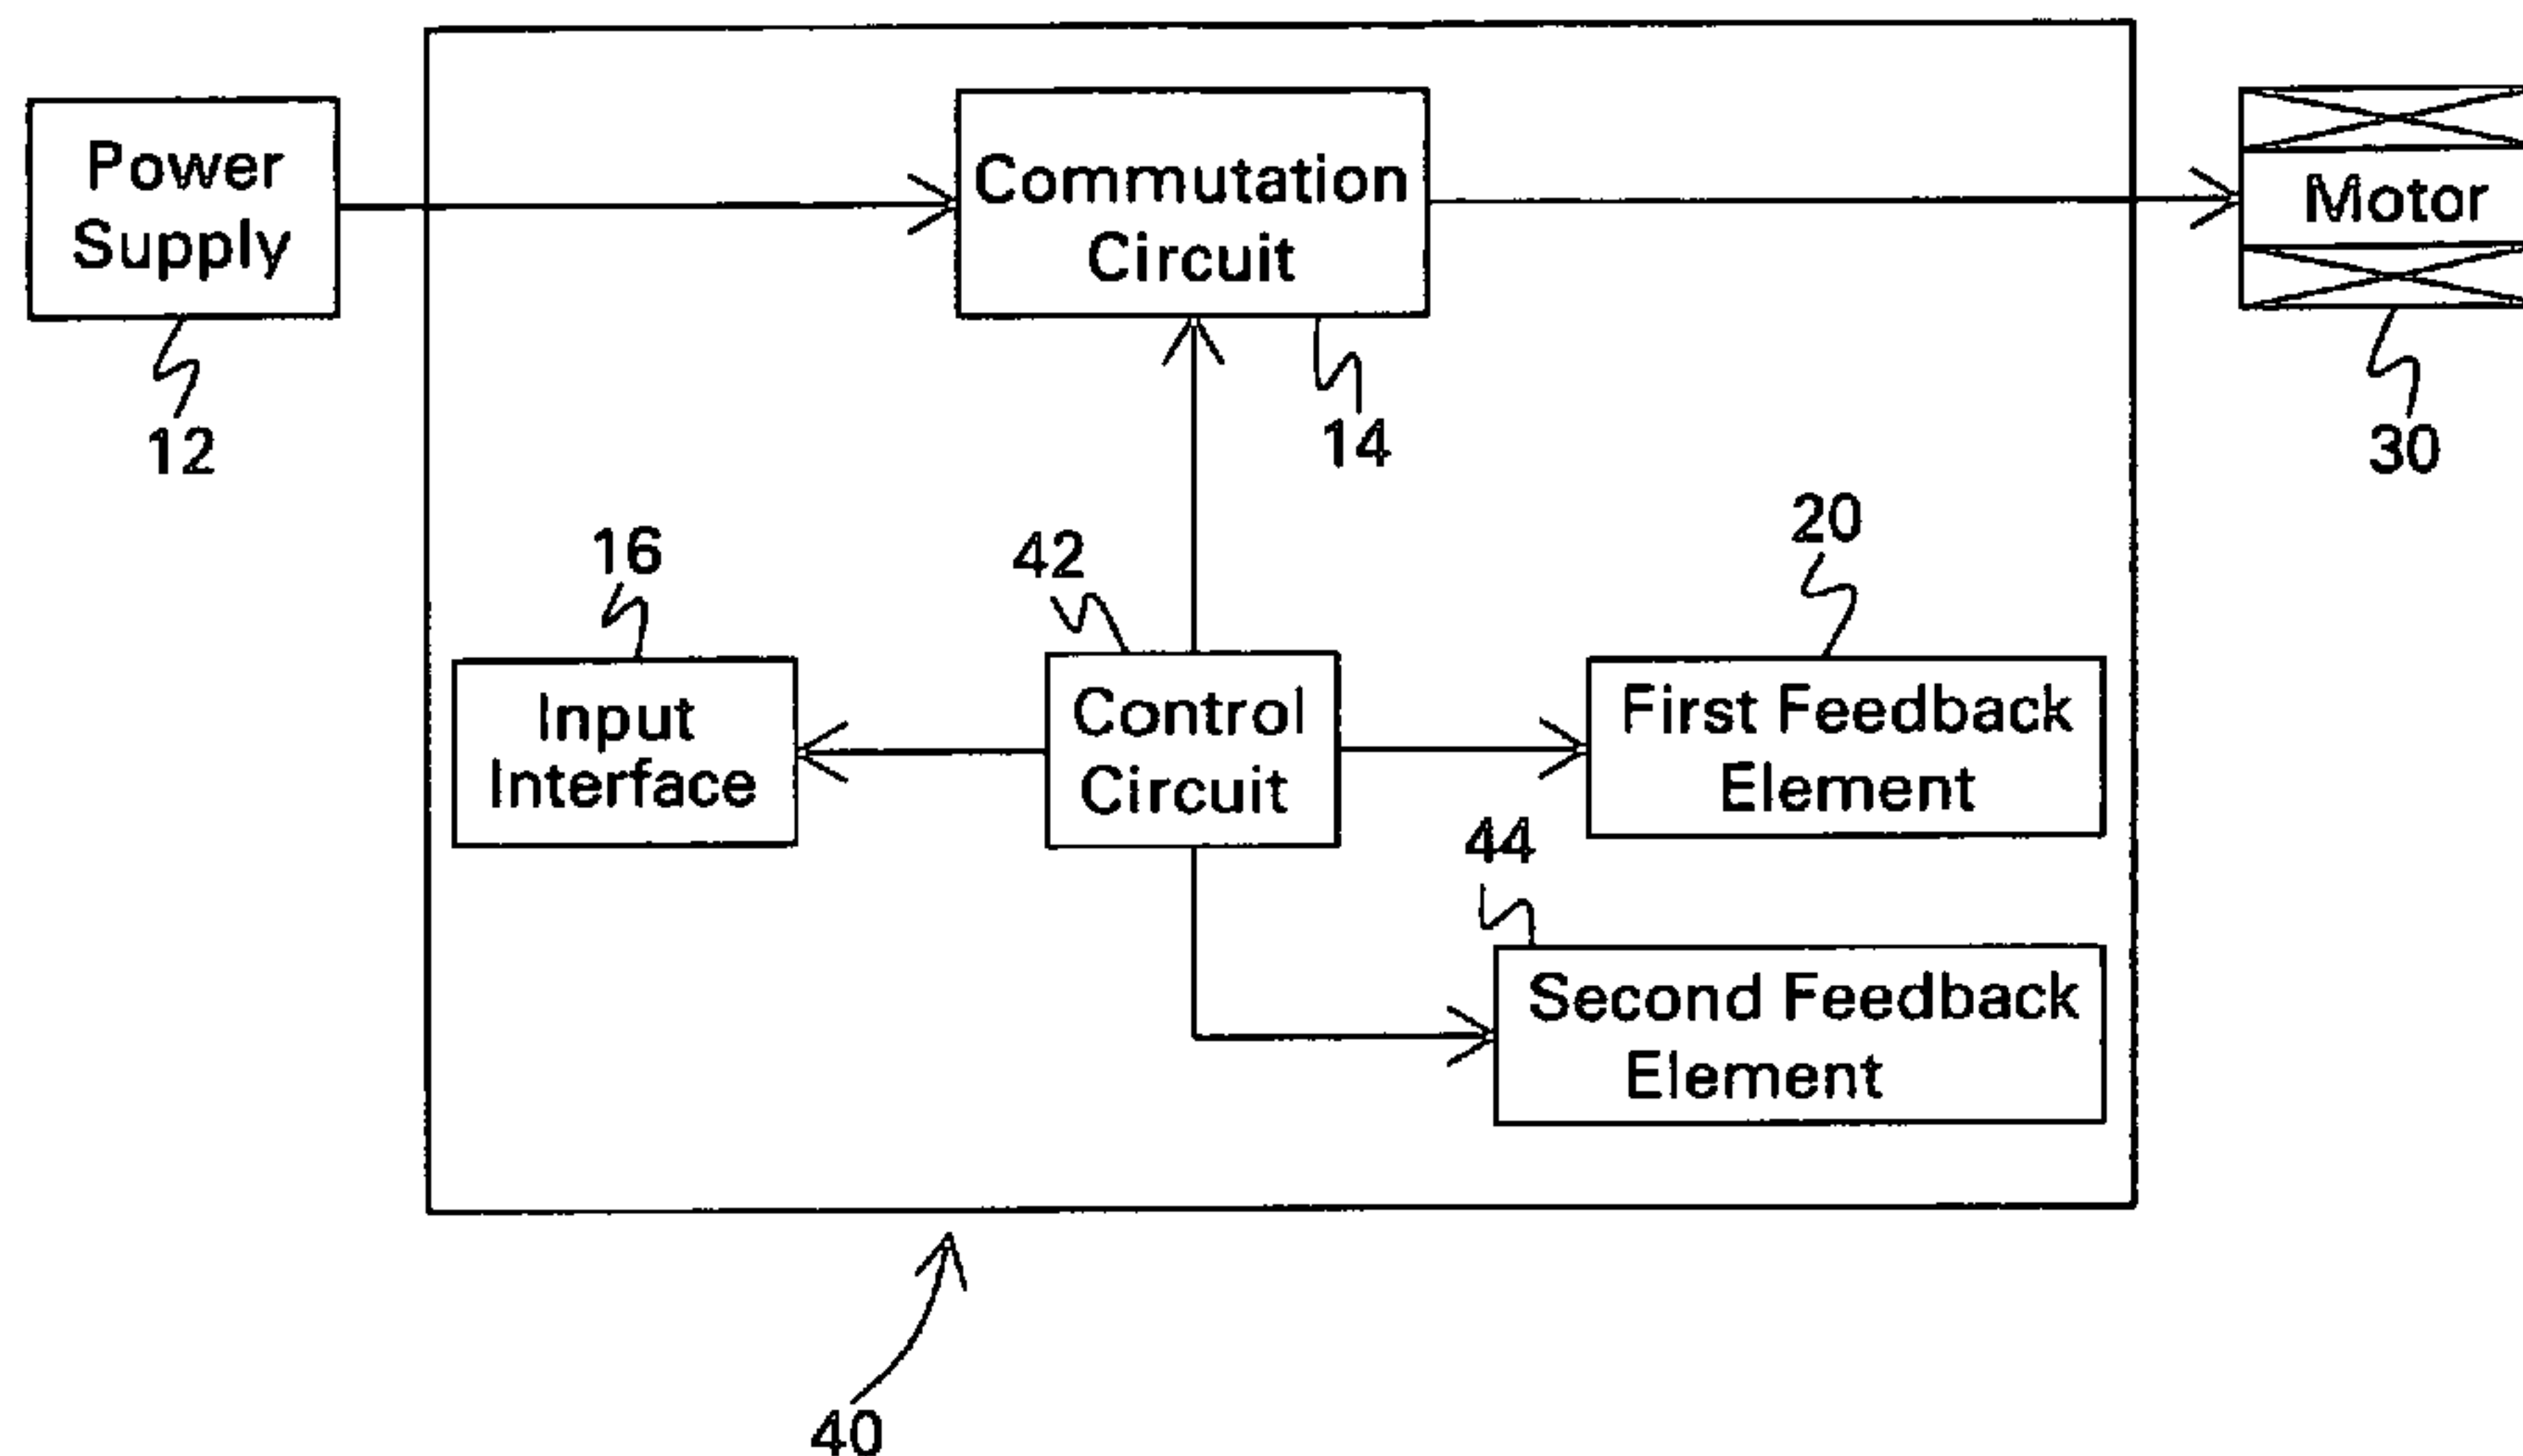 Power
Supply
12
Commutation
Circuit
14
Motor
30
16
Input
Interface
42
Control
Circuit
20
First Feedback
Element
44
Second Feedback
Element
40